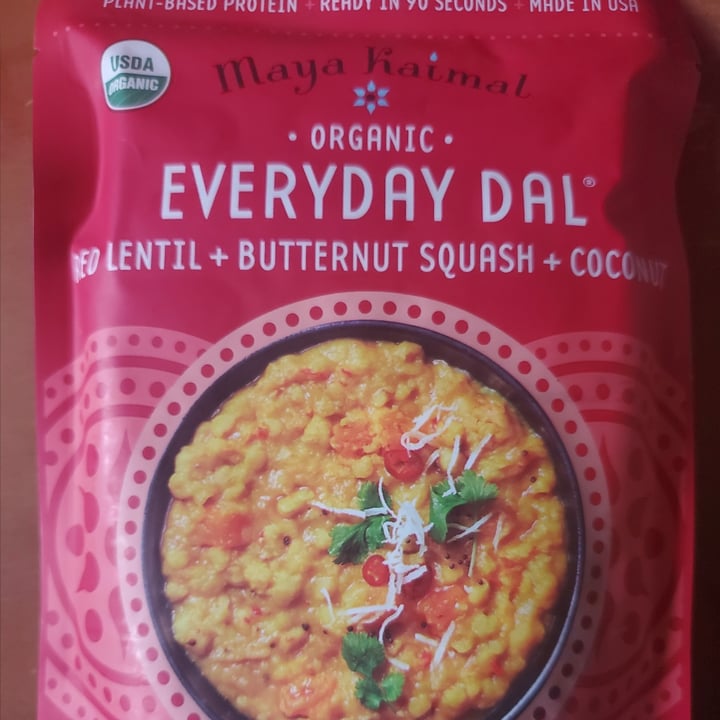 PLANT-BASED PROTEIN + READY IN 90 SECONDS + MADE IN USA
USDA
ORGANIC
Maya Kaimal
• ORGANIC •
EVERYDAY DAL®
RED LENTIL + BUTTERNUT SQUASH + COCONUT